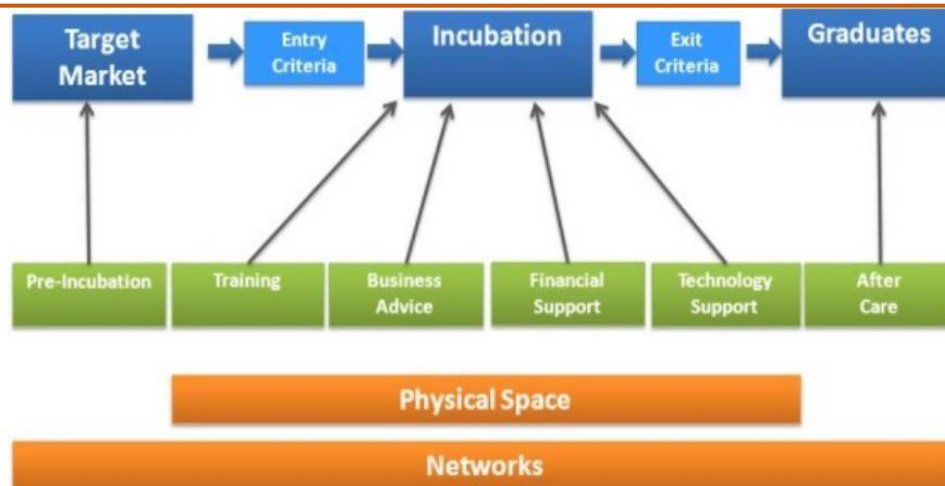 Target
Market
Entry
Criteria
Incubation
Exit
Criteria
Graduates
Pre-Incubation
Training
Business
Advice
Financial
Support
Technology
Support
After
Care
Physical Space
Networks